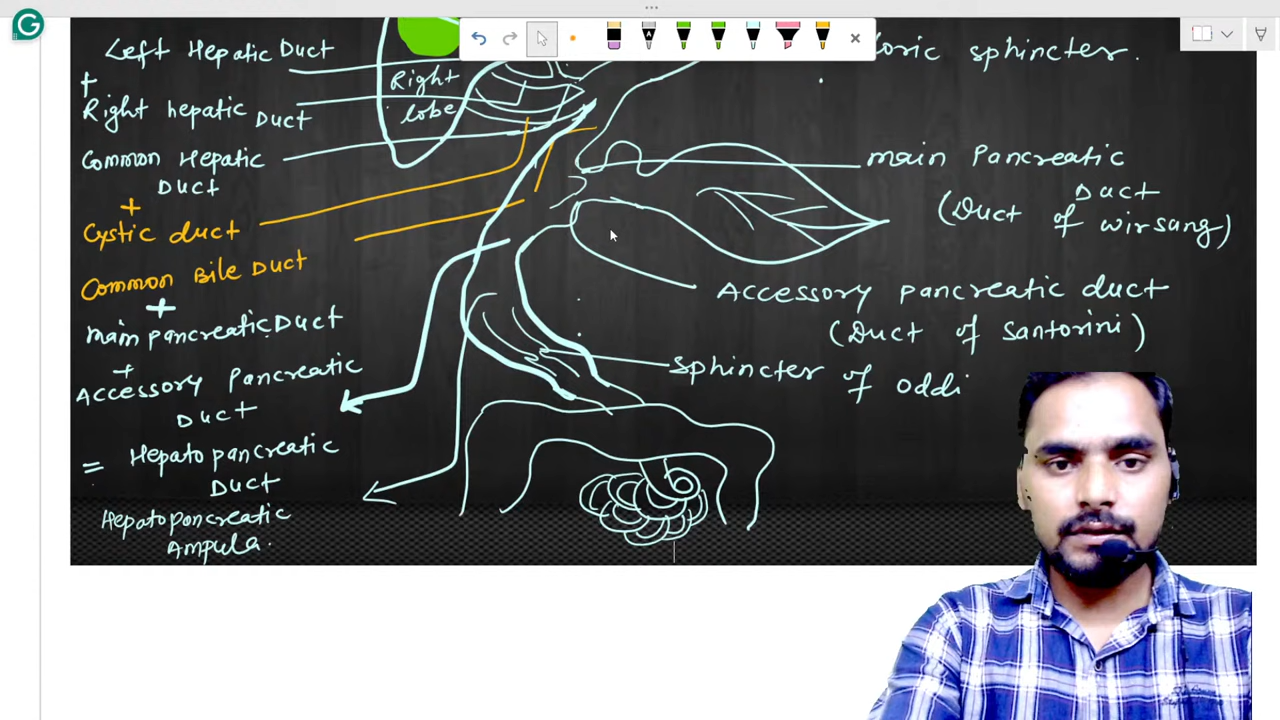 Left Hepatic Duct
+
Right hepatic Duct
Common Hepatic
Duct
+
Cystic duct
Common Bile Duct
+
main pancreatic Duct
+
Accessory Pancreatic
Duct
= Hepato pancreatic
Duct
Hepatopancreatic
Ampula.
Right
lobe
sphincter.
main Pancreatic
Duct
(Duct of wirsang)
Accessory pancreatic duct
(Duct of Santorini)
Sphincter of oddi